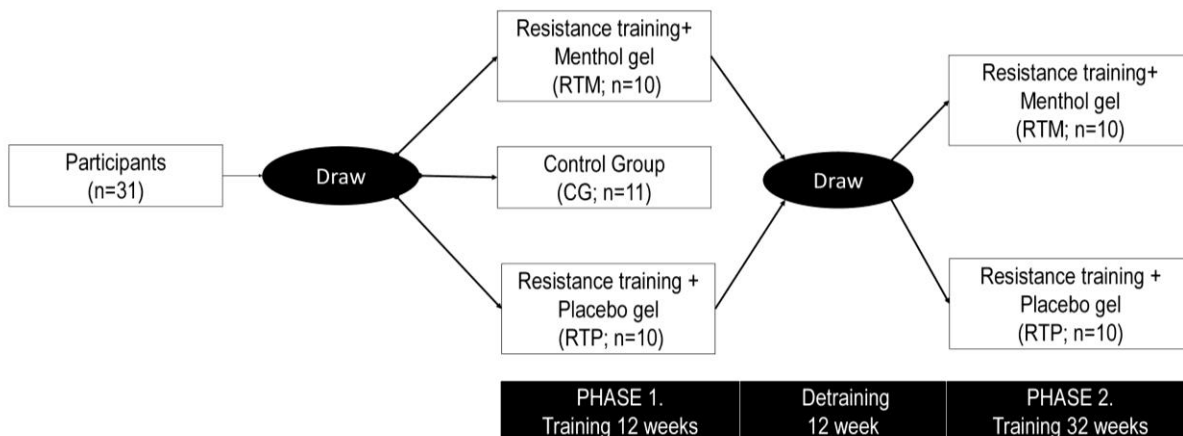 Participants
(n=31)
Draw
Resistance training+
Menthol gel
(RTM; n=10)
Control Group
(CG; n=11)
Resistance training +
Placebo gel
(RTP; n=10)
Draw
Resistance training+
Menthol gel
(RTM; n=10)
Resistance training +
Placebo gel
(RTP; n=10)
PHASE 1.
Training 12 weeks
Detraining
12 week
PHASE 2.
Training 32 weeks